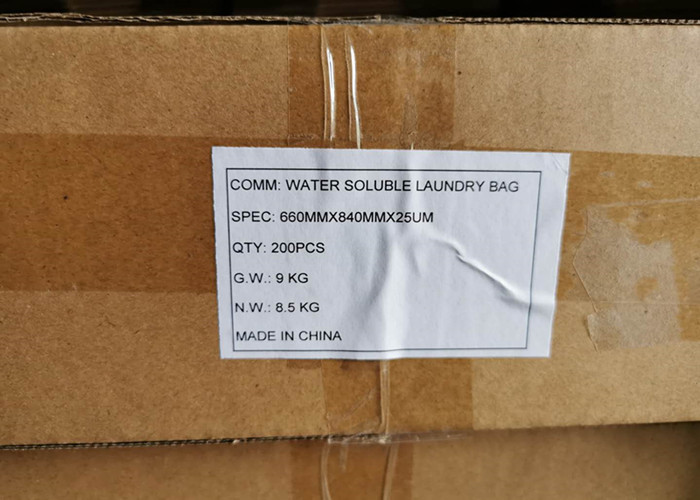 COMM: WATER SOLUBLE LAUNDRY BAG
SPEC: 660MMX840MMX25UM
QTY: 200PCS
G.W.: 9 KG
N.W.: 8.5 KG
MADE IN CHINA